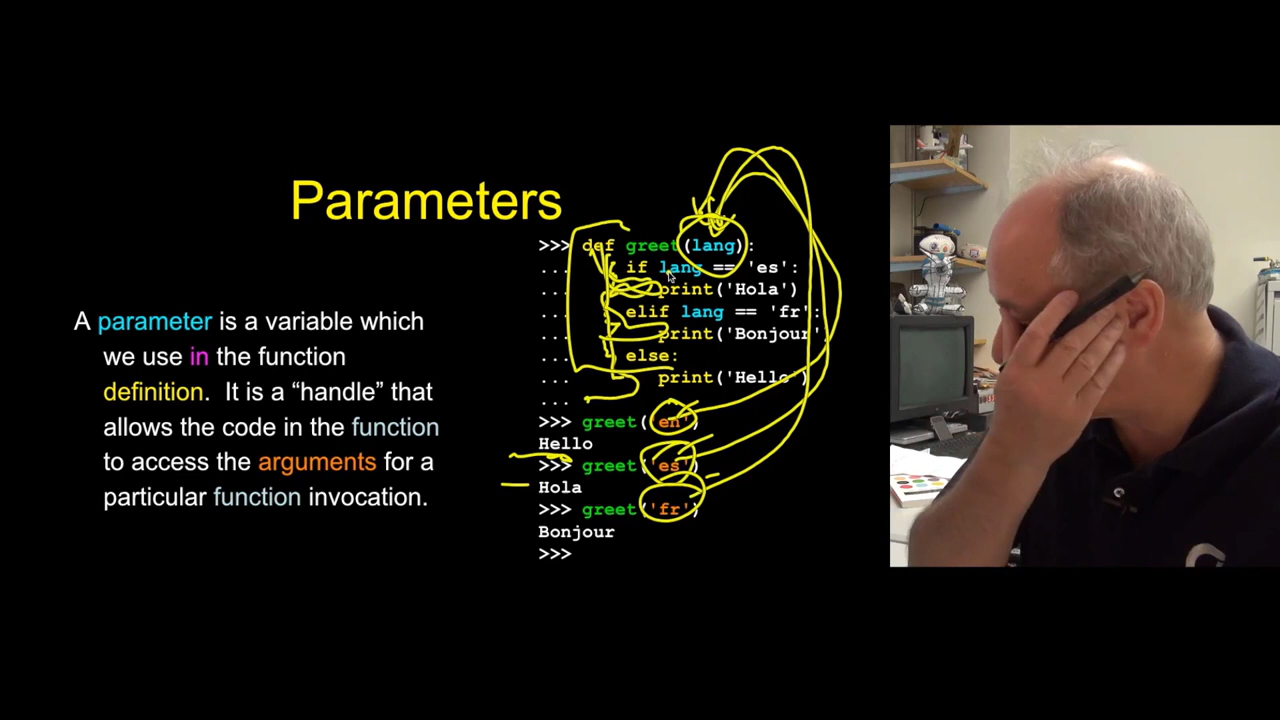 Parameters
A parameter is a variable which
we use in the function
definition. It is a “handle” that
allows the code in the function
to access the arguments for a
particular function invocation.
>>> def greet(lang):
... if lang == 'es':
... print('Hola')
... elif lang == 'fr':
... print('Bonjour'
... else:
... print('Hello')
...
>>> greet('en')
Hello
>>> greet('es')
Hola
>>> greet('fr')
Bonjour
>>>